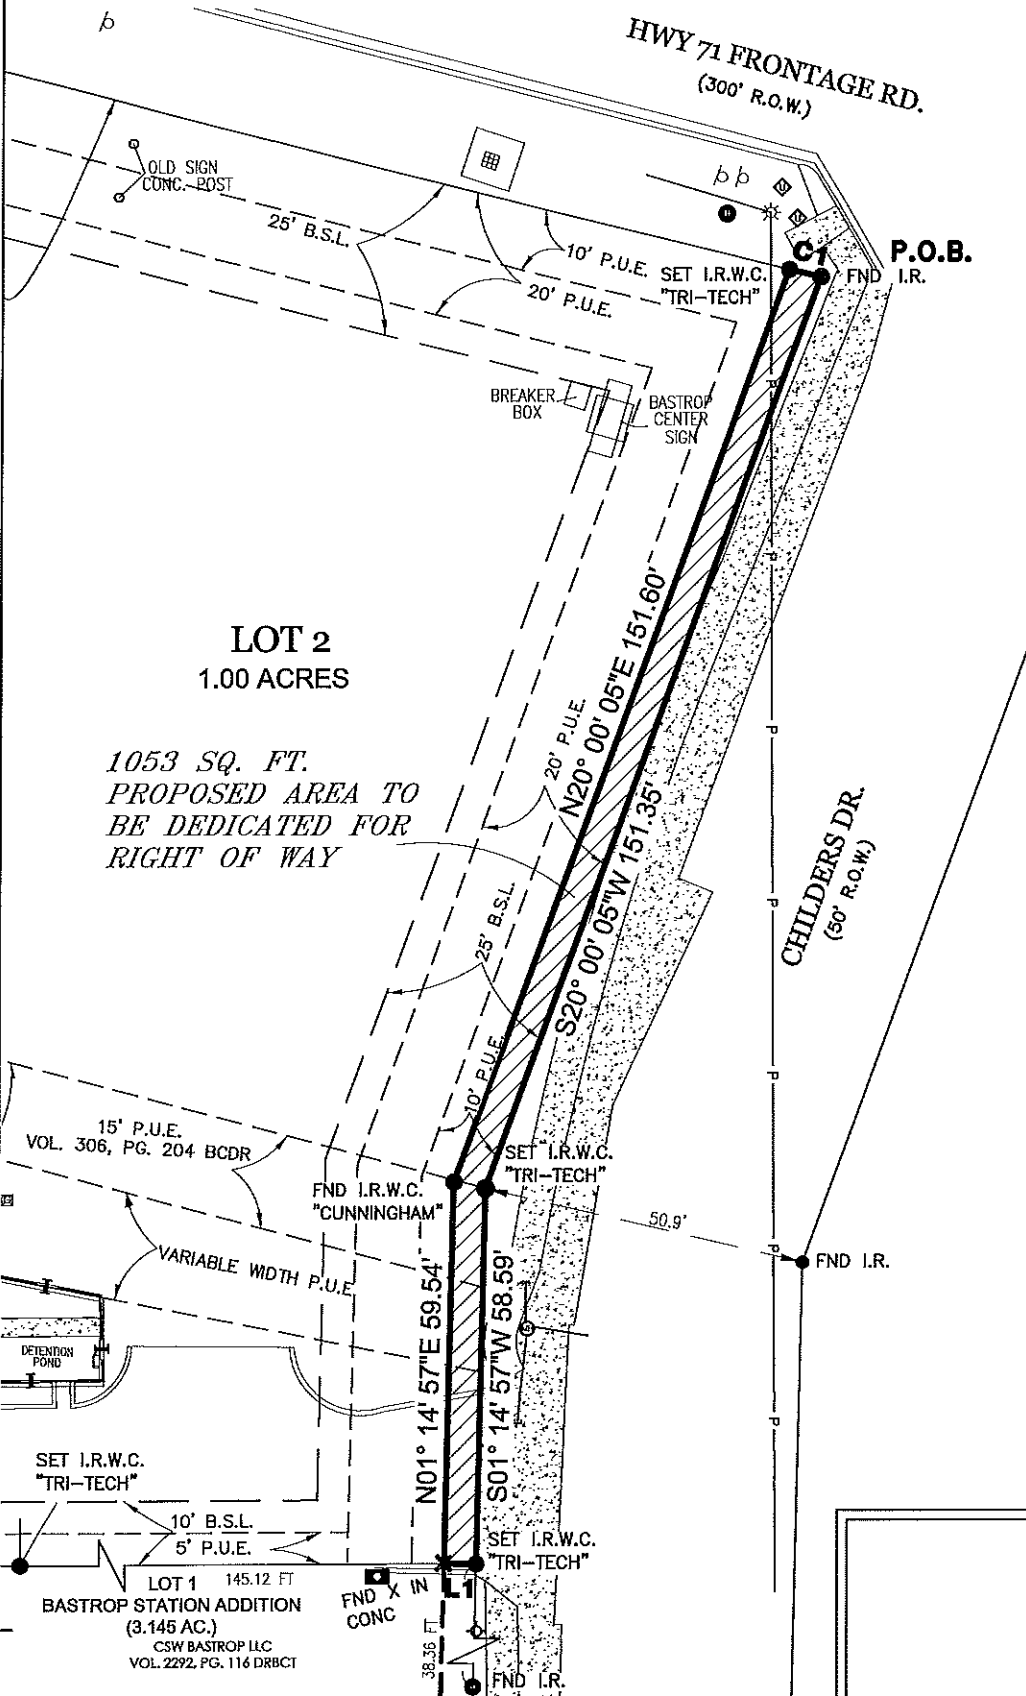 HWY 71 FRONTAGE RD.
(300' R.O.W.)
OLD SIGN
CONC. POST
25' B.S.L.
10' P.U.E.
20' P.U.E.
SET I.R.W.C.
"TRI-TECH"
C1
P.O.B.
FND I.R.
BREAKER
BOX
BASTROP
CENTER
SIGN
LOT 2
1.00 ACRES
1053 SQ. FT.
PROPOSED AREA TO
BE DEDICATED FOR
RIGHT OF WAY
N20° 00' 05"E 151.60'
20' P.U.E.
S20° 00' 05"W 151.35'
25' B.S.L.
10' P.U.E.
CHILDERS DR.
(50' R.O.W.)
P
P
P
P
P
P
P
15' P.U.E.
VOL. 306, PG. 204 BCDR
SET I.R.W.C.
"TRI-TECH"
FND I.R.W.C.
"CUNNINGHAM"
50.9'
FND I.R.
VARIABLE WIDTH P.U.E.
N01° 14' 57"E 59.54'
S01° 14' 57"W 58.59'
DETENTION
POND
SET I.R.W.C.
"TRI-TECH"
10' B.S.L.
5' P.U.E.
SET I.R.W.C.
"TRI-TECH"
L1
LOT 1
145.12 FT
BASTROP STATION ADDITION
(3.145 AC.)
CSW BASTROP LLC
VOL. 2292, PG. 116 DRBCT
FND X IN
CONC
38.36 FT
FND I.R.